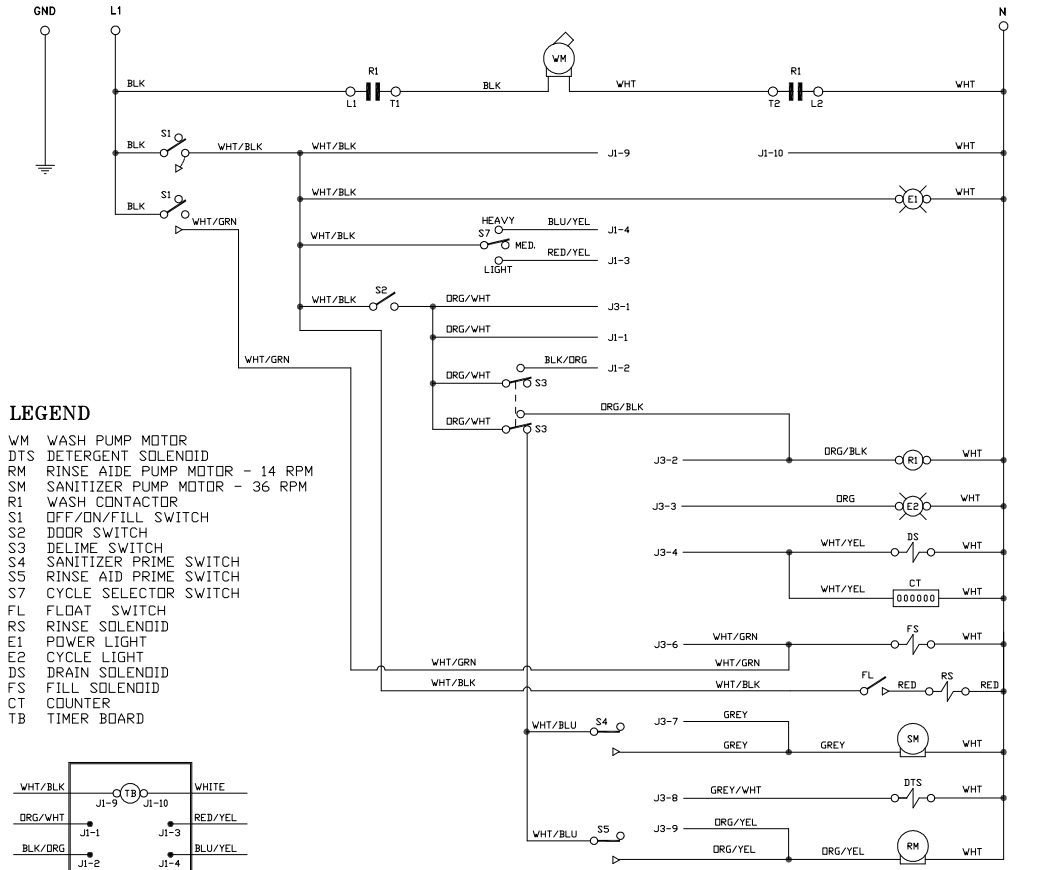 GND L1 N
WM
R1 R1
BLK BLK WHT WHT
L1 T1 T2 L2
S1
BLK WHT/BLK WHT/BLK J1-9 J1-10 WHT
S1 WHT/BLK E1 WHT
BLK WHT/GRN
HEAVY BLU/YEL J1-4
WHT/BLK S7 MED.
RED/YEL J1-3
LIGHT
S2
WHT/BLK ORG/WHT J3-1
ORG/WHT J1-1
WHT/GRN BLK/ORG J1-2
ORG/WHT S3
ORG/BLK
ORG/WHT S3
J3-2 ORG/BLK R1 WHT
J3-3 ORG E2 WHT
DS
J3-4 WHT/YEL WHT
CT
WHT/YEL 000000 WHT
FS
J3-6 WHT/GRN WHT
WHT/GRN WHT/GRN
FL RS
WHT/BLK WHT/BLK RED RED
S4 J3-7 GREY
WHT/BLU
GREY GREY SM WHT
DTS
J3-8 GREY/WHT WHT
S5 J3-9 ORG/YEL
WHT/BLU
ORG/YEL ORG/YEL RM WHT
LEGEND
WM WASH PUMP MOTOR
DTS DETERGENT SOLENOID
RM RINSE AIDE PUMP MOTOR - 14 RPM
SM SANITIZER PUMP MOTOR - 36 RPM
R1 WASH CONTACTOR
S1 OFF/ON/FILL SWITCH
S2 DOOR SWITCH
S3 DELIME SWITCH
S4 SANITIZER PRIME SWITCH
S5 RINSE AID PRIME SWITCH
S7 CYCLE SELECTOR SWITCH
FL FLOAT SWITCH
RS RINSE SOLENOID
E1 POWER LIGHT
E2 CYCLE LIGHT
DS DRAIN SOLENOID
FS FILL SOLENOID
CT COUNTER
TB TIMER BOARD
WHT/BLK TB WHITE
J1-9 J1-10
ORG/WHT RED/YEL
J1-1 J1-3
BLK/ORG BLU/YEL
J1-2 J1-4